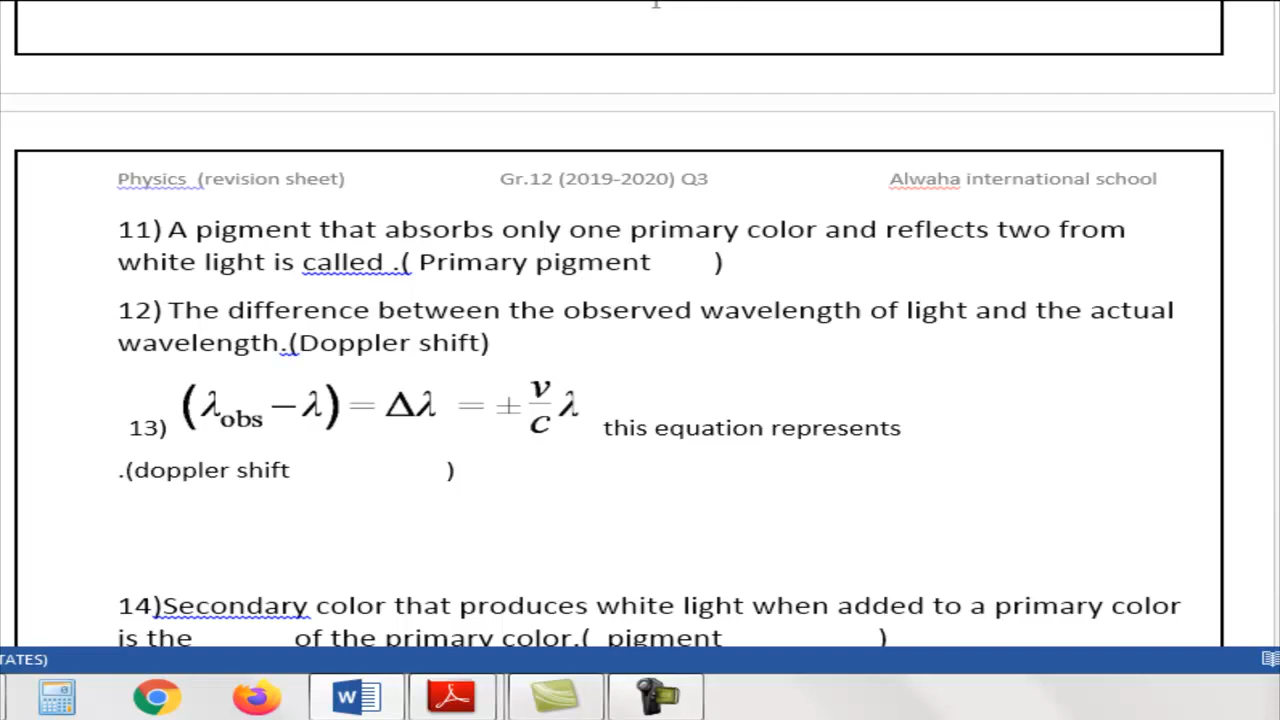 Physics (revision sheet) Gr.12 (2019-2020) Q3 Alwaha international school
11) A pigment that absorbs only one primary color and reflects two from
white light is called .( Primary pigment )
12) The difference between the observed wavelength of light and the actual
wavelength.(Doppler shift)
13) (λobs − λ) = Δλ = ± v/c λ this equation represents
.(doppler shift )
14)Secondary color that produces white light when added to a primary color
is the of the primary color.( pigment )
TATES)